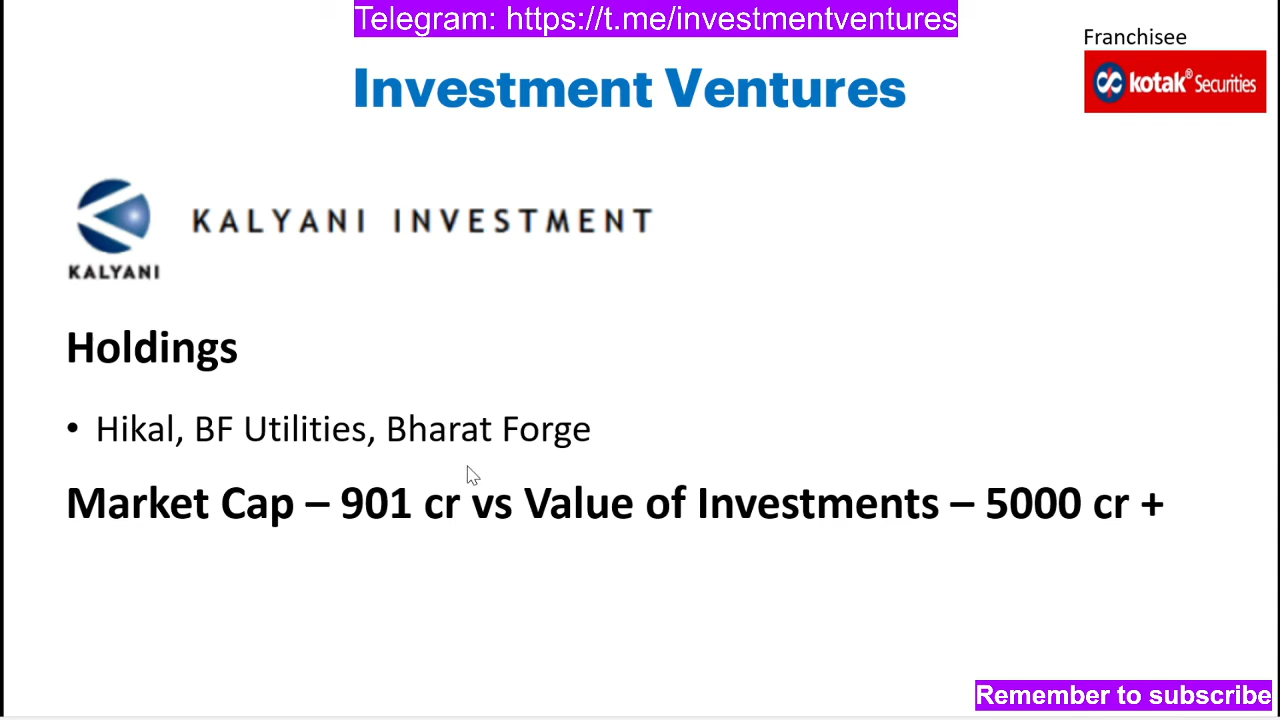 Telegram: https://t.me/investmentventures
Franchisee
Investment Ventures
kotak® Securities
KALYANI INVESTMENT
KALYANI
Holdings
• Hikal, BF Utilities, Bharat Forge
Market Cap – 901 cr vs Value of Investments – 5000 cr +
Remember to subscribe